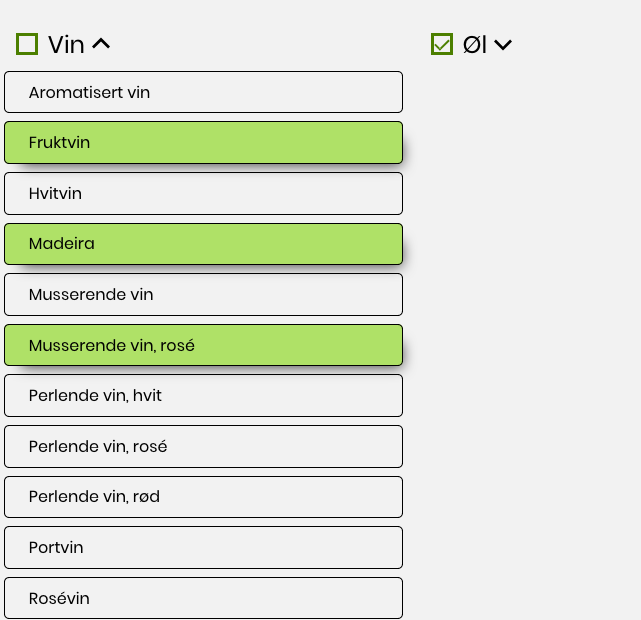 Vin
Øl
Aromatisert vin
Fruktvin
Hvitvin
Madeira
Musserende vin
Musserende vin, rosé
Perlende vin, hvit
Perlende vin, rosé
Perlende vin, rød
Portvin
Rosévin